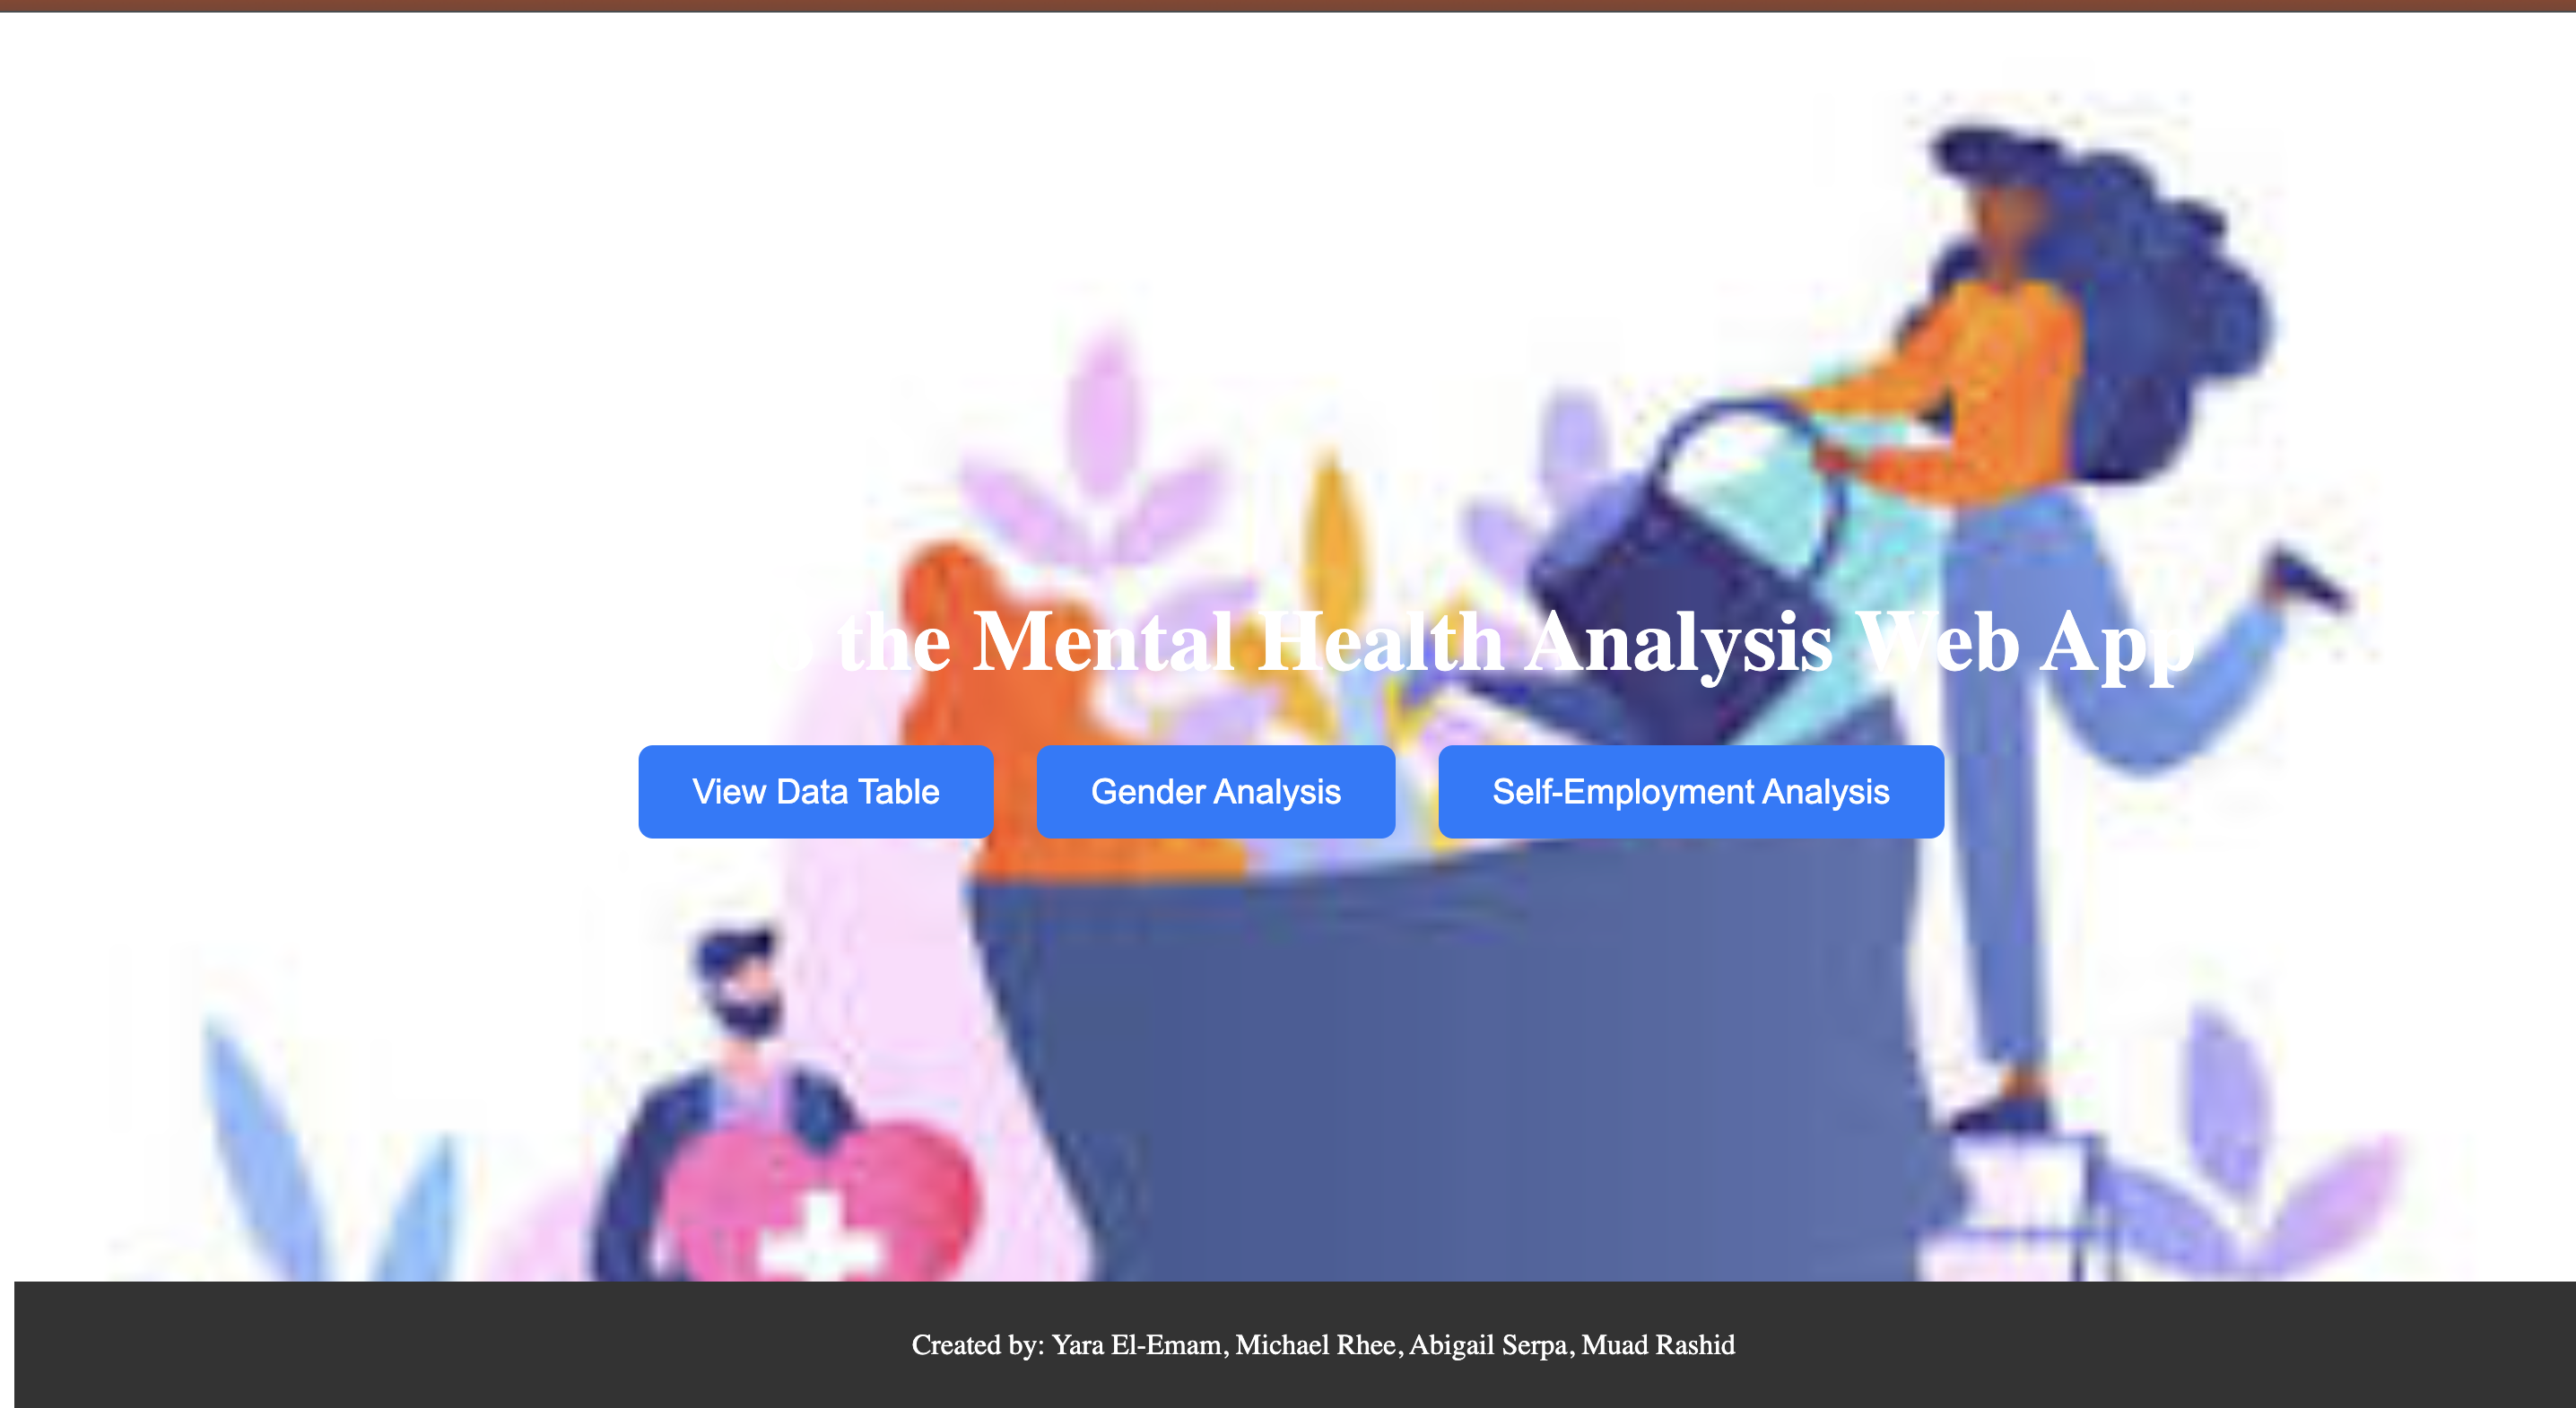 the Mental Health Analysis Web App
View Data Table
Gender Analysis
Self-Employment Analysis
Created by: Yara El-Emam, Michael Rhee, Abigail Serpa, Muad Rashid